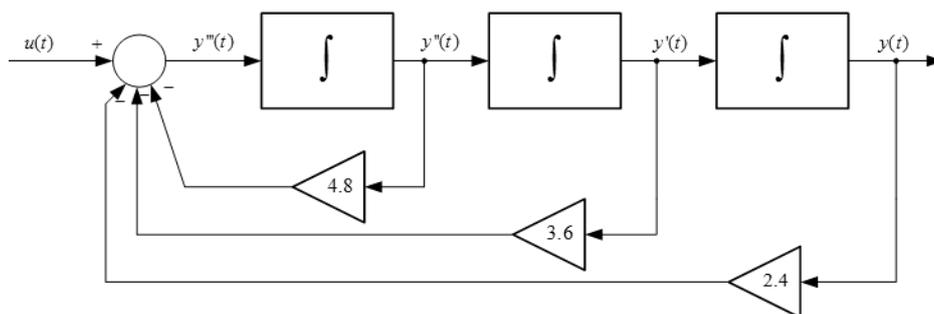 u(t)
+
y'''(t)
∫
y''(t)
∫
y'(t)
∫
y(t)
−
−
−
4.8
3.6
2.4